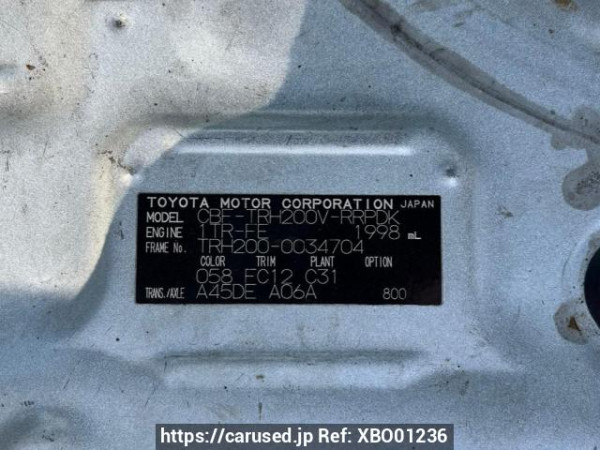 TOYOTA MOTOR CORPORATION JAPAN
MODEL CBF-TRH200V-RRPDK
ENGINE 1TR-FE 1998 mL
FRAME No. TRH200-0034704
COLOR TRIM PLANT OPTION
058 FC12 C31
TRANS./AXLE A45DE A06A 800
https://carused.jp Ref: XBO01236